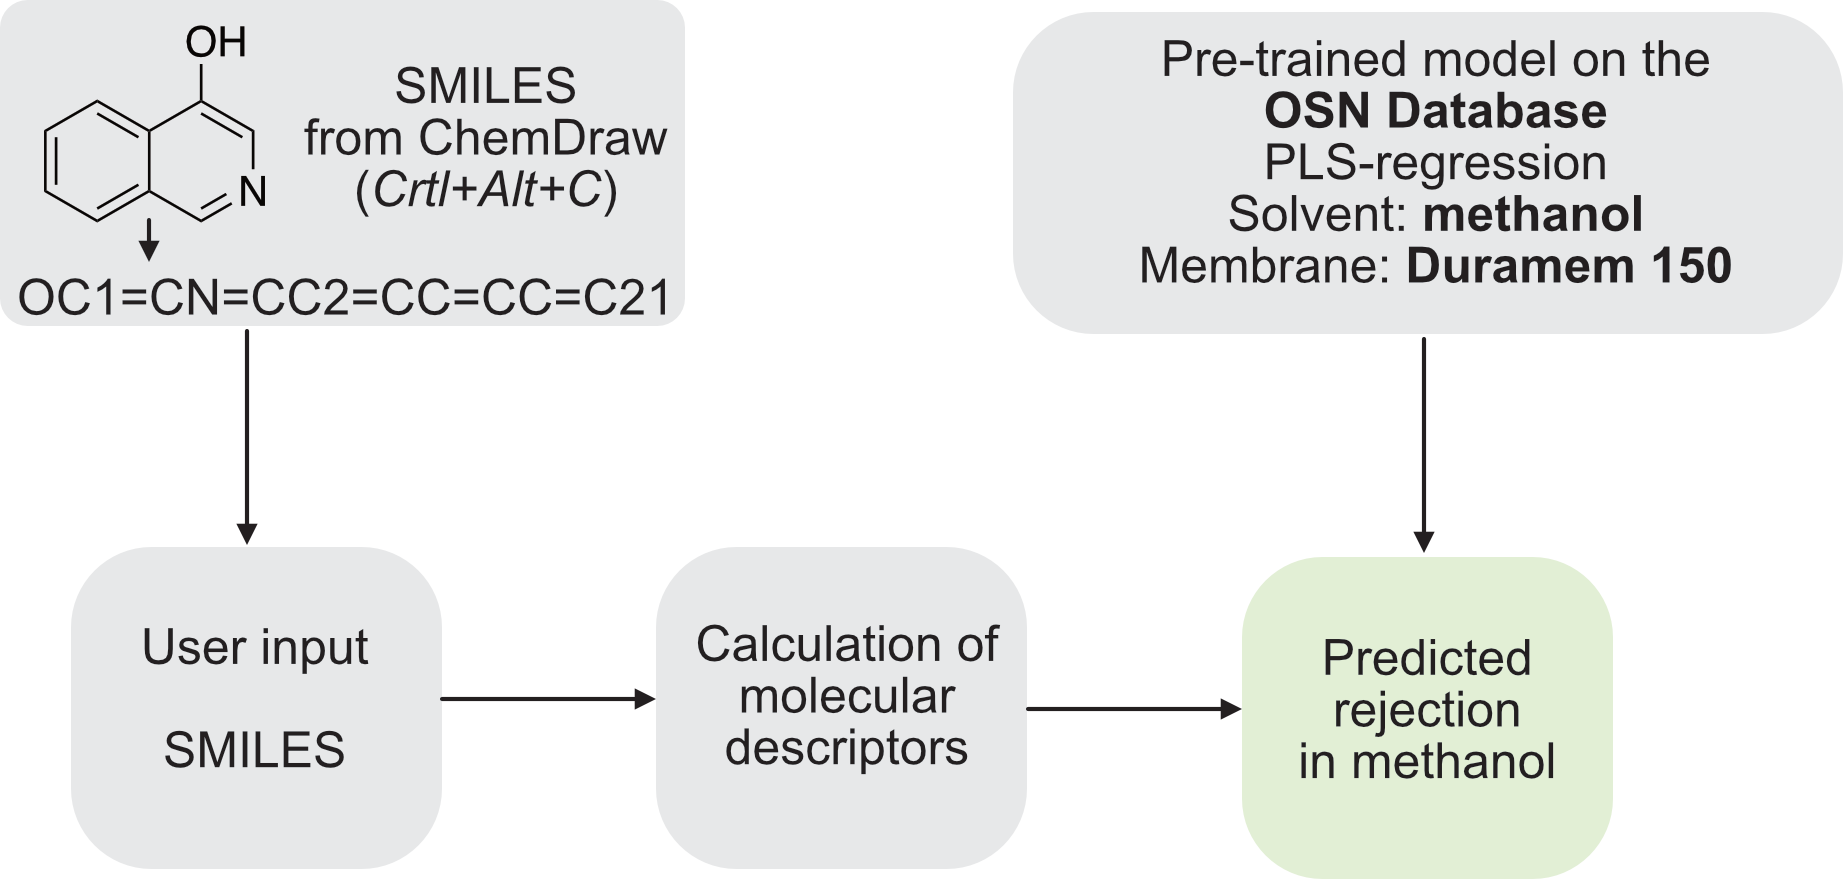 OH
N
SMILES
from ChemDraw
(Crtl+Alt+C)
OC1=CN=CC2=CC=CC=C21
Pre-trained model on the
OSN Database
PLS-regression
Solvent: methanol
Membrane: Duramem 150
User input
SMILES
Calculation of
molecular
descriptors
Predicted
rejection
in methanol